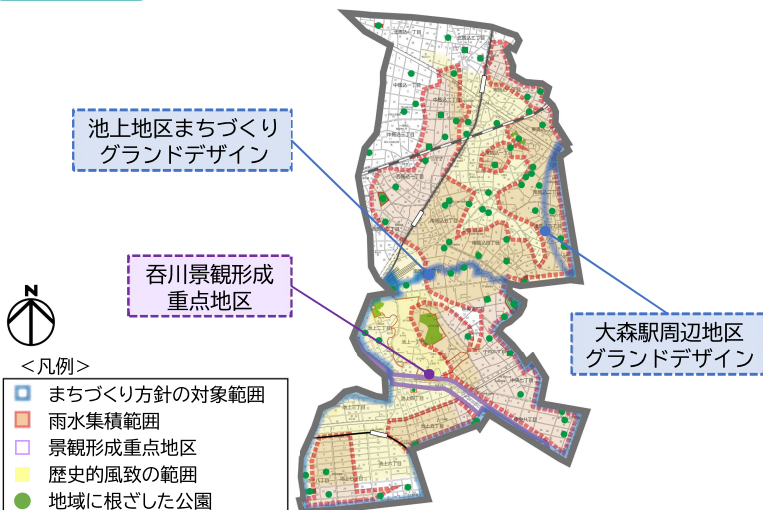 池上地区まちづくり
グランドデザイン
呑川景観形成
重点地区
大森駅周辺地区
グランドデザイン
N
<凡例>
まちづくり方針の対象範囲
雨水集積範囲
景観形成重点地区
歴史的風致の範囲
地域に根ざした公園